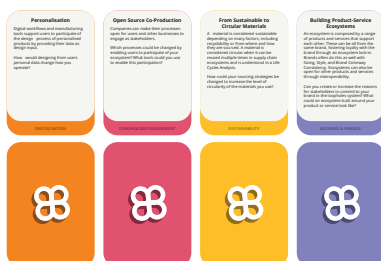 Personalisation
Digital workflows and manufacturing
tools support users to participate of
the design process of simulated
products by providing their data as
design input.
How would designing from users
personal data change how you
operate?
DIGITALISATION
Open Source Co-Production
Companies can make their processes
open for users and other businesses to
engage as stakeholders.
Which processes could be changed by
enabling users to participate of your
ecosystem? What tools could you use
to enable this participation?
STAKEHOLDER ENGAGEMENT
From Sustainable to
Circular Materials
A material is considered sustainable
depending on many factors, including
recyclability or from where and how
they are sourced. A material is
considered circular when it can be
reused multiple times in supply chain
ecosystems and is understood in a Life
Cycles Analysis.
How could your sourcing strategies be
changed to increase the level of
circularity of the materials you use?
SUSTAINABILITY
Building Product-Service
Ecosystems
An ecosystem is composed by a range
of products and services that support
each other. These can be all from the
same brand, fostering loyalty with the
brand through an ecosystem lock-in.
Brands often do this as well with
Styling, Style, and Brand Gateway
Consistency. Ecosystems can also be
open for other products and services
through interoperability.
Can you create or increase the reasons
for stakeholders to commit to your
brand in the loophole system? What
could an ecosystem built around your
product or service look like?